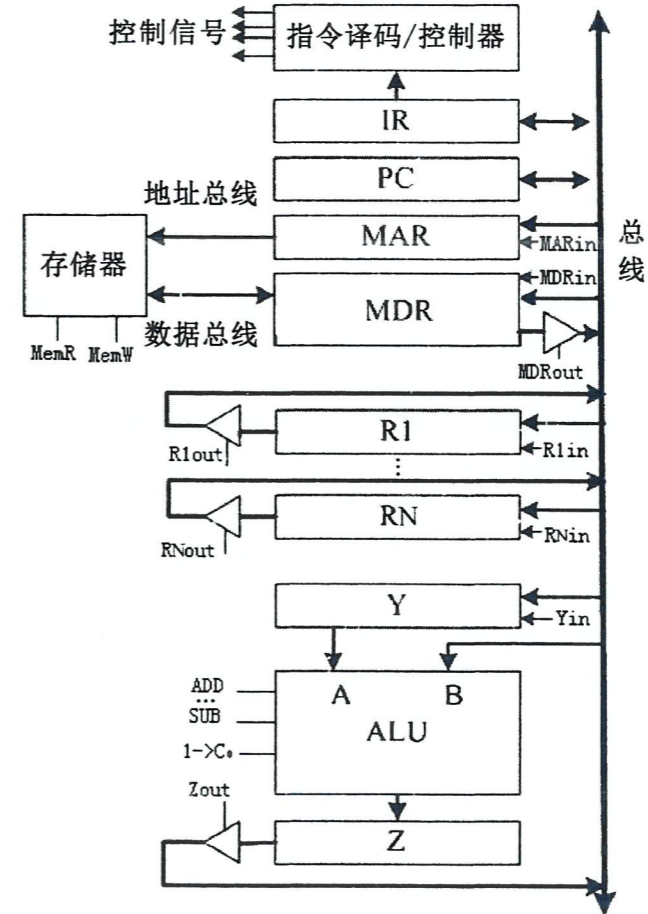 控制信号
指令译码/控制器
IR
PC
地址总线
MAR
MARin
总线
存储器
MDRin
MDR
数据总线
MemR
MemW
MDRout
R1
R1out
R1in
⋮
RN
RNout
RNin
Y
Yin
ADD
...
SUB
1->C₀
A
B
ALU
Zout
Z